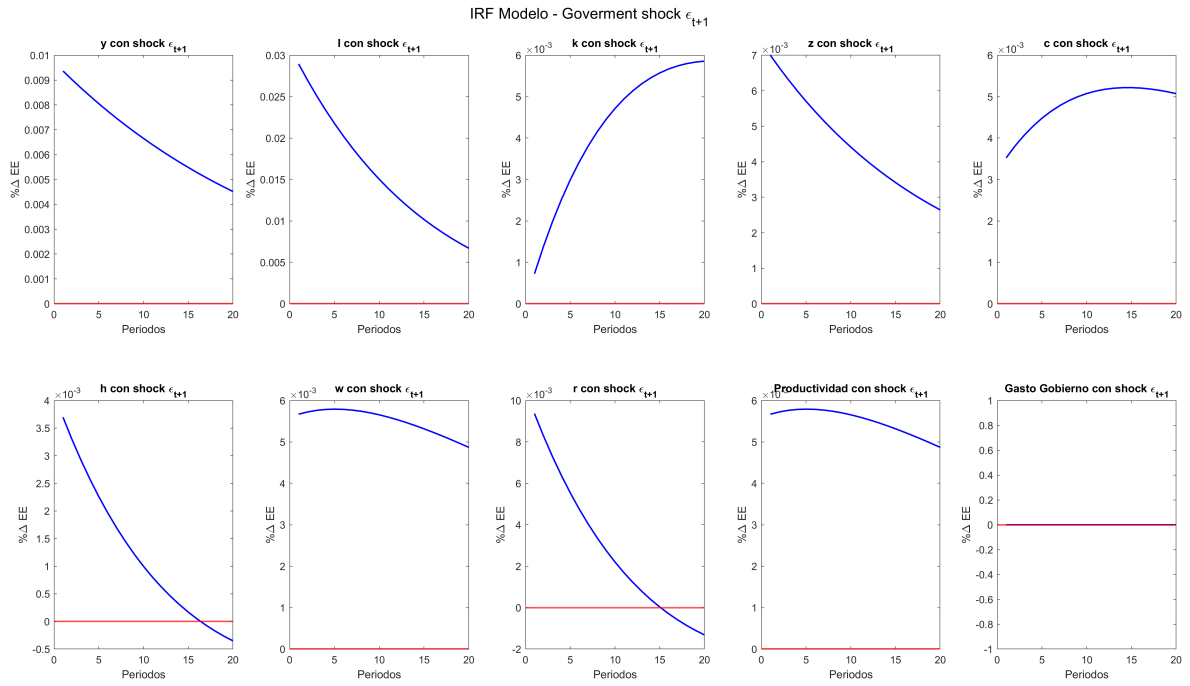 IRF Modelo - Goverment shock ϵt+1
y con shock ϵt+1
%Δ EE
0.01
0.009
0.008
0.007
0.006
0.005
0.004
0.003
0.002
0.001
0
0 5 10 15 20
Periodos
l con shock ϵt+1
%Δ EE
0.03
0.025
0.02
0.015
0.01
0.005
0
0 5 10 15 20
Periodos
k con shock ϵt+1
×10-3
%Δ EE
6
5
4
3
2
1
0
0 5 10 15 20
Periodos
z con shock ϵt+1
×10-3
%Δ EE
7
6
5
4
3
2
1
0
0 5 10 15 20
Periodos
c con shock ϵt+1
×10-3
%Δ EE
6
5
4
3
2
1
0
0 5 10 15 20
Periodos
h con shock ϵt+1
×10-3
%Δ EE
4
3.5
3
2.5
2
1.5
1
0.5
0
-0.5
0 5 10 15 20
Periodos
w con shock ϵt+1
×10-3
%Δ EE
6
5
4
3
2
1
0
0 5 10 15 20
Periodos
r con shock ϵt+1
×10-3
%Δ EE
10
8
6
4
2
0
-2
0 5 10 15 20
Periodos
Productividad con shock ϵt+1
×10-3
%Δ EE
6
5
4
3
2
1
0
0 5 10 15 20
Periodos
Gasto Gobierno con shock ϵt+1
%Δ EE
1
0.8
0.6
0.4
0.2
0
-0.2
-0.4
-0.6
-0.8
-1
0 5 10 15 20
Periodos